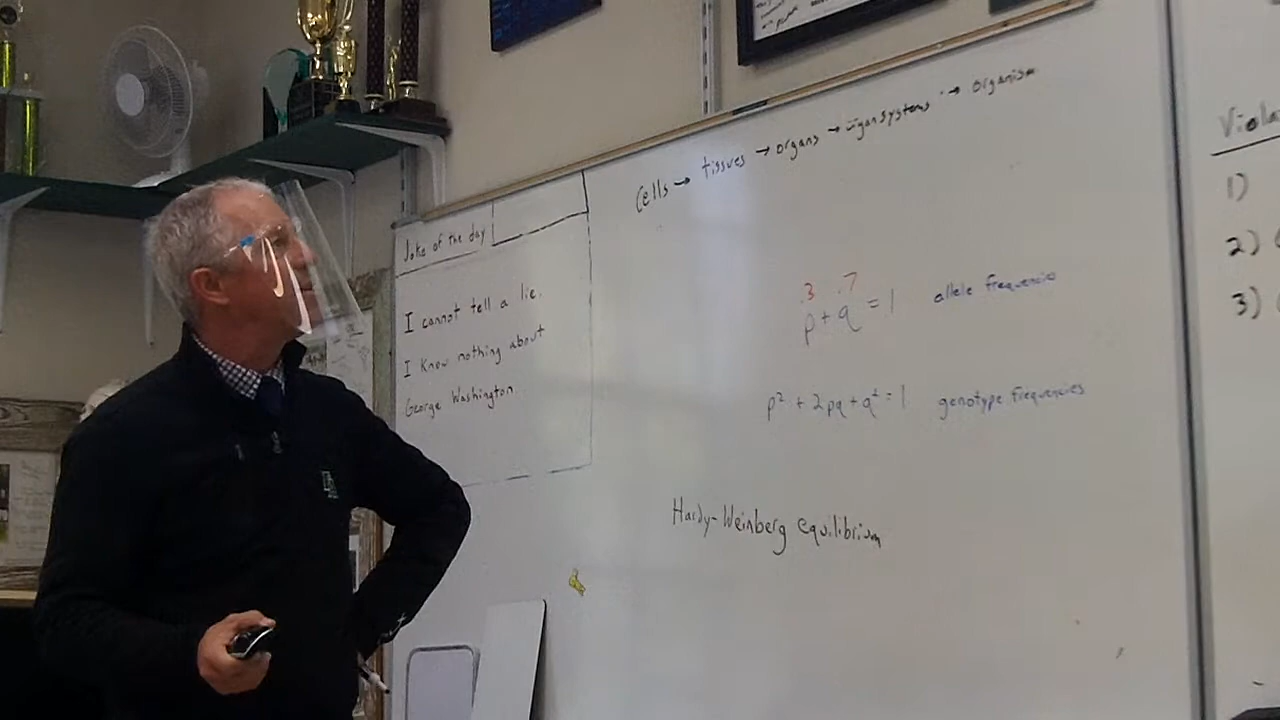 Cells → tissues → organs → organ systems → organism
Joke of the day
I cannot tell a lie.
I know nothing about
George Washington
.3 .7
p + q = 1 allele frequencies
p² + 2pq + q² = 1 genotype frequencies
Hardy-Weinberg equilibrium
1)
2)
3)